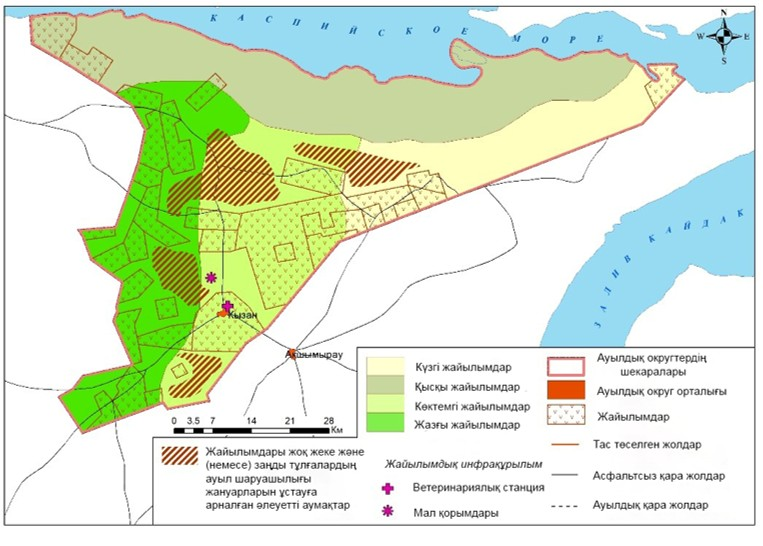 КАСПИЙСКОЕ МОРЕ
N
W E
S
ЗАЛИВ КАЙДАК
Кызан
Ақшымырау
0 3.5 7 14 21 28
Км
Күзгі жайылымдар
Қысқы жайылымдар
Көктемгі жайылымдар
Жазғы жайылымдар
Ауылдық округтердің
шекаралары
Ауылдық округ орталығы
Жайылымдар
Тас төселген жолдар
Асфальтсыз қара жолдар
Ауылдық қара жолдар
Жайылымдары жоқ жеке және
(немесе) заңды тұлғалардың
ауыл шаруашылығы
жануарларын ұстауға
арналған әлеуетті аумақтар
Жайылымдық инфрақұрылым
Ветеринариялық станция
Мал қорымдары